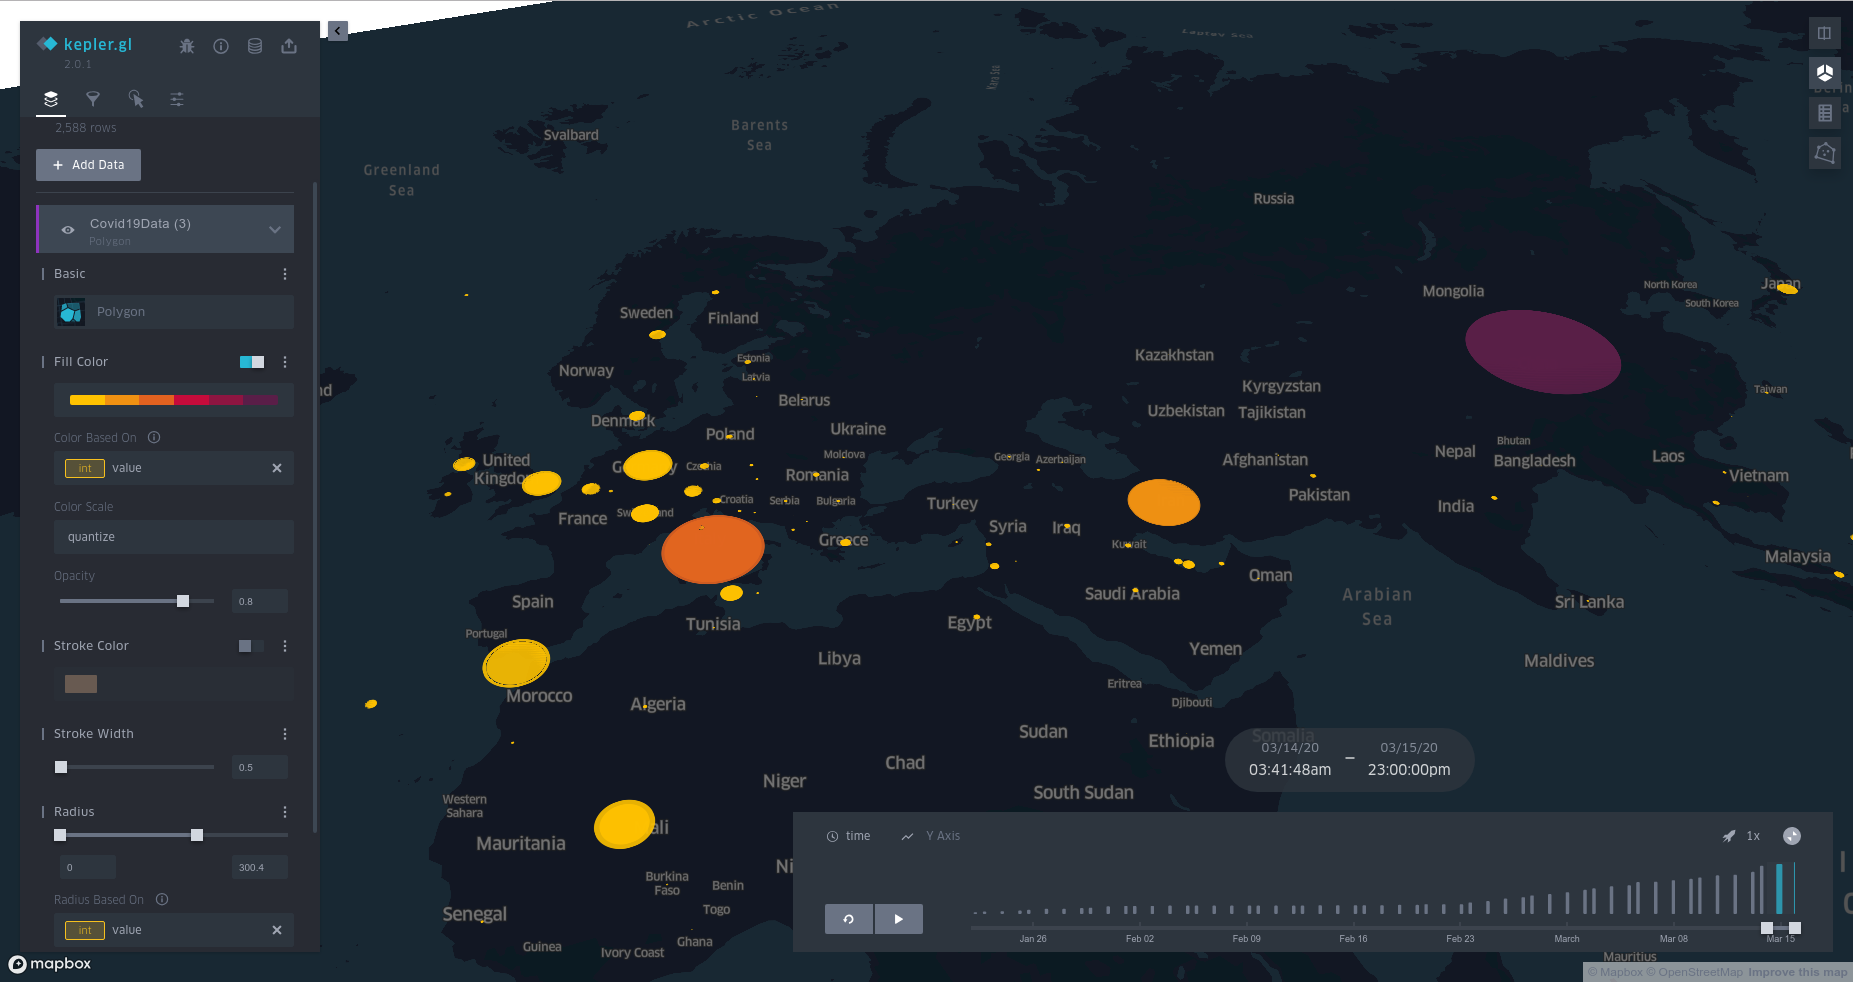 kepler.gl
2.0.1
2,588 rows
+ Add Data
Covid19Data (3)
Polygon
Basic
Polygon
Fill Color
Color Based On
int value
Color Scale
quantize
Opacity
0.8
Stroke Color
Stroke Width
0.5
Radius
0
300.4
Radius Based On
int value
mapbox
Arctic Ocean
Laptev Sea
Kara Sea
Svalbard
Barents
Sea
Greenland
Sea
Russia
Mongolia
North Korea
South Korea
Japan
Sweden
Finland
Norway
Estonia
Latvia
Kazakhstan
Kyrgyzstan
Taiwan
Denmark
Belarus
Uzbekistan
Tajikistan
Poland
Ukraine
Moldova
United
Kingdom
Czechia
Romania
Georgia
Azerbaijan
Afghanistan
Nepal
Bhutan
Bangladesh
Laos
Vietnam
Croatia
Serbia
Bulgaria
Turkey
Pakistan
India
France
Syria
Iraq
Greece
Kuwait
Malaysia
Oman
Saudi Arabia
Arabian
Sea
Sri Lanka
Spain
Portugal
Tunisia
Egypt
Libya
Yemen
Maldives
Morocco
Algeria
Eritrea
Djibouti
Sudan
Ethiopia
Somalia
Chad
Niger
South Sudan
Western
Sahara
Mauritania
Burkina
Faso
Benin
Togo
Senegal
Guinea
Ivory Coast
Ghana
03/14/20
03:41:48am
–
03/15/20
23:00:00pm
time
Y Axis
1x
Jan 26
Feb 02
Feb 09
Feb 16
Feb 23
March
Mar 08
Mar 15
Mauritius
© Mapbox © OpenStreetMap Improve this map